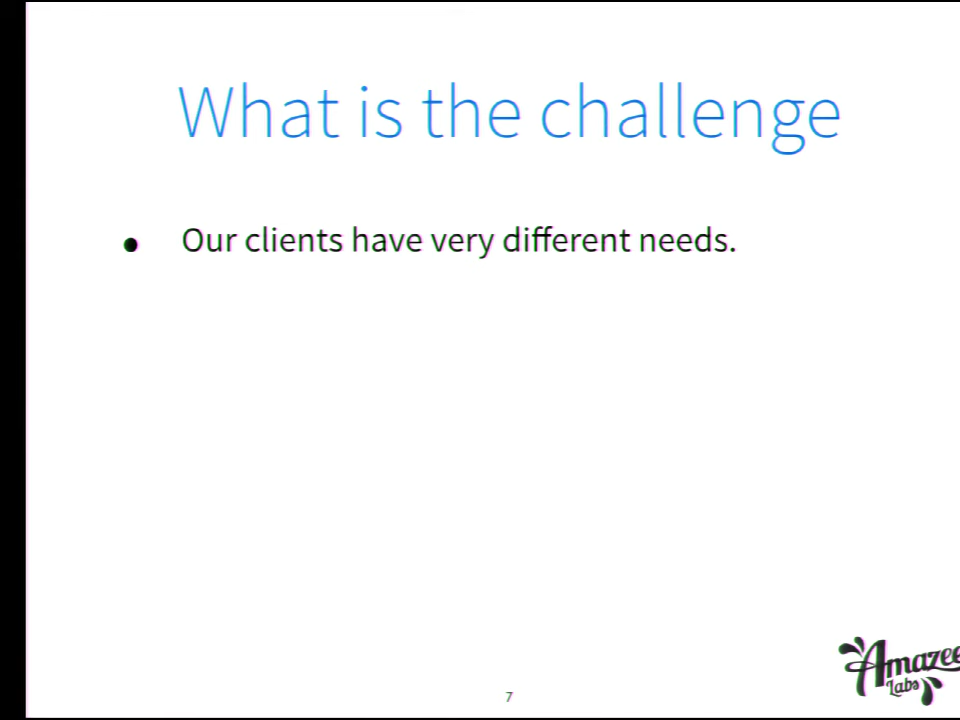 What is the challenge
• Our clients have very different needs.
Amazee
Labs
7